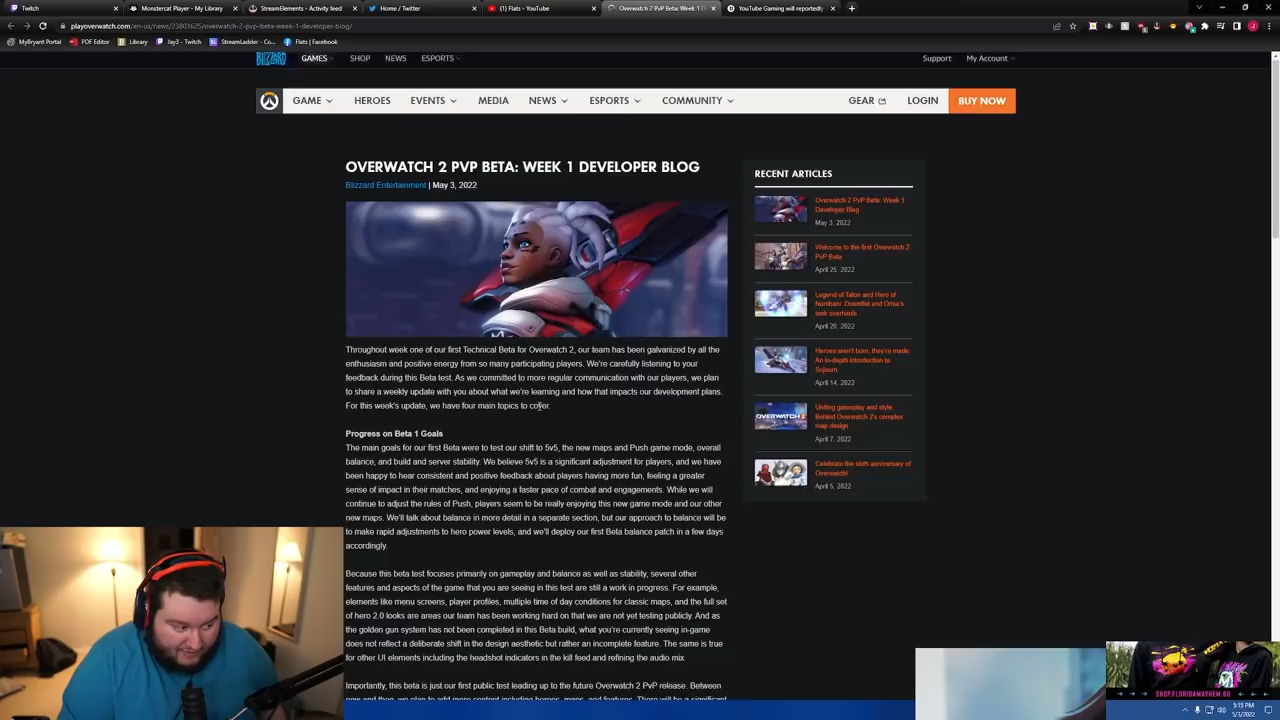 Twitch
Monstercat Player - My Mon
StreamElements - Activity feed
Home / Twitter
(1) Flats - YouTube
Overwatch 2 PvP Beta: Week 1 D
YouTube Gaming will reportedly
playoverwatch.com/en-us/news/23801625/overwatch-2-pvp-beta-week-1-developer-blog/
MyBryant Portal
PDF Editor
Library
Jay3 - Twitch
StreamLadder - Co
Flats | Facebook
BLIZZARD
GAMES
SHOP
NEWS
ESPORTS
Support
My Account
GAME
HEROES
EVENTS
MEDIA
NEWS
ESPORTS
COMMUNITY
GEAR
LOGIN
BUY NOW
OVERWATCH 2 PVP BETA: WEEK 1 DEVELOPER BLOG
Blizzard Entertainment | May 3, 2022
Throughout week one of our first Technical Beta for Overwatch 2, our team has been galvanized by all the
enthusiasm and positive energy from so many participating players. We're carefully listening to your
feedback during this Beta test. As we committed to more regular communication with our players, we plan
to share a weekly update with you about what we're learning and how that impacts our development plans.
For this week's update, we have four main topics to cover.
Progress on Beta 1 Goals
The main goals for our first Beta were to test our shift to 5v5, the new maps and Push game mode, overall
balance, and build and server stability. We believe 5v5 is a significant adjustment for players, and we have
been happy to hear consistent and positive feedback about players having more fun, feeling a greater
sense of impact in their matches, and enjoying a faster pace of combat and engagements. While we will
continue to adjust the rules of Push, players seem to be really enjoying this new game mode and our other
new maps. We'll talk about balance in more detail in a separate section, but our approach to balance will be
to make rapid adjustments to hero power levels, and we'll deploy our first Beta balance patch in a few days
accordingly.
Because this beta test focuses primarily on gameplay and balance as well as stability, several other
features and aspects of the game that you are seeing in this test are still a work in progress. For example,
elements like menu screens, player profiles, multiple time of day conditions for classic maps, and the full set
of hero 2.0 looks are areas our team has been working hard on that we are not yet testing publicly. And as
the golden gun system has not been completed in this Beta build, what you're currently seeing in-game
does not reflect a deliberate shift in the design aesthetic but rather an incomplete feature. The same is true
for other UI elements including the headshot indicators in the kill feed and refining the audio mix.
Importantly, this beta is just our first public test leading up to the future Overwatch 2 PvP release. Between
now and then, we plan to add more content including heroes, maps, and features. There will be a significant
RECENT ARTICLES
Overwatch 2 PvP Beta: Week 1
Developer Blog
May 3, 2022
Welcome to the first Overwatch 2
PvP Beta
April 25, 2022
Legend of Talon and Hero of
Numbani: Doomfist and Orisa's
tank overhauls
April 20, 2022
Heroes aren't born, they're made:
An in-depth introduction to
Sojourn
April 14, 2022
OVERWATCH 2
Uniting gameplay and style:
Behind Overwatch 2's complex
map design
April 7, 2022
Celebrate the sixth anniversary of
Overwatch!
April 5, 2022
SHOP.FLORIDAMAYHEM.GG
5:15 PM
5/3/2022